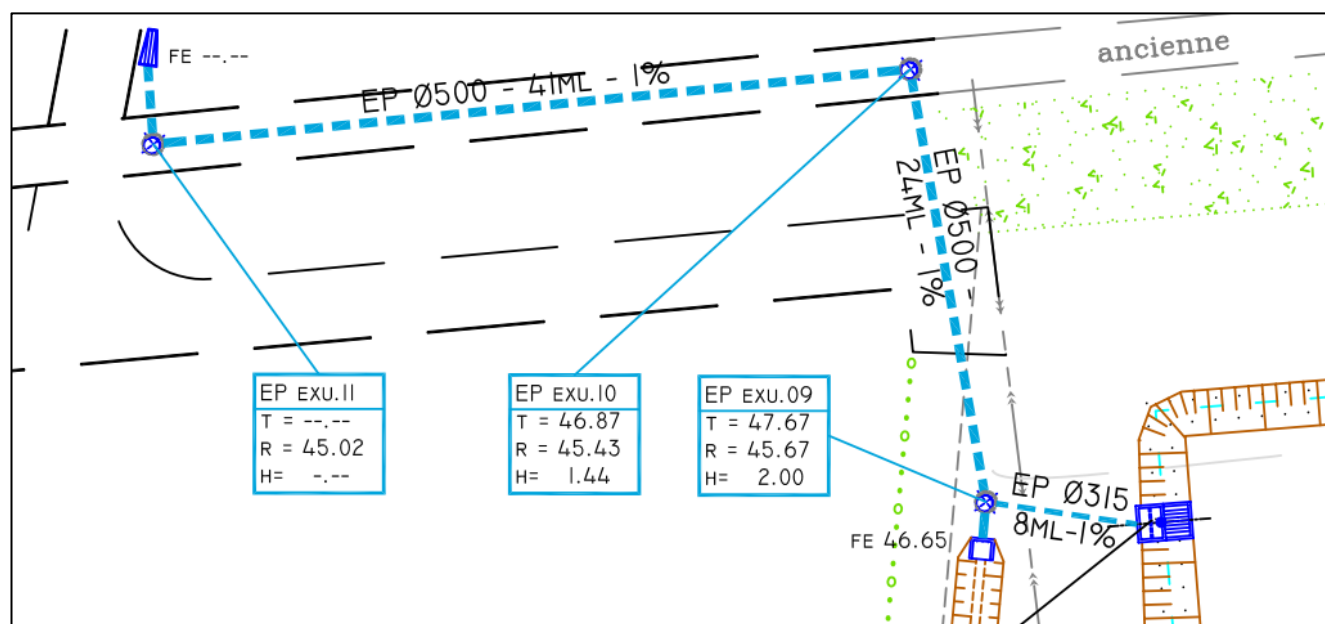 FE --.--
EP Ø500 - 41ML - 1%
ancienne
EP Ø500 -
24ML - 1%
EP EXU.11
T = --.--
R = 45.02
H= -.--
EP EXU.10
T = 46.87
R = 45.43
H= 1.44
EP EXU.09
T = 47.67
R = 45.67
H= 2.00
EP Ø315
8ML-1%
FE 46.65